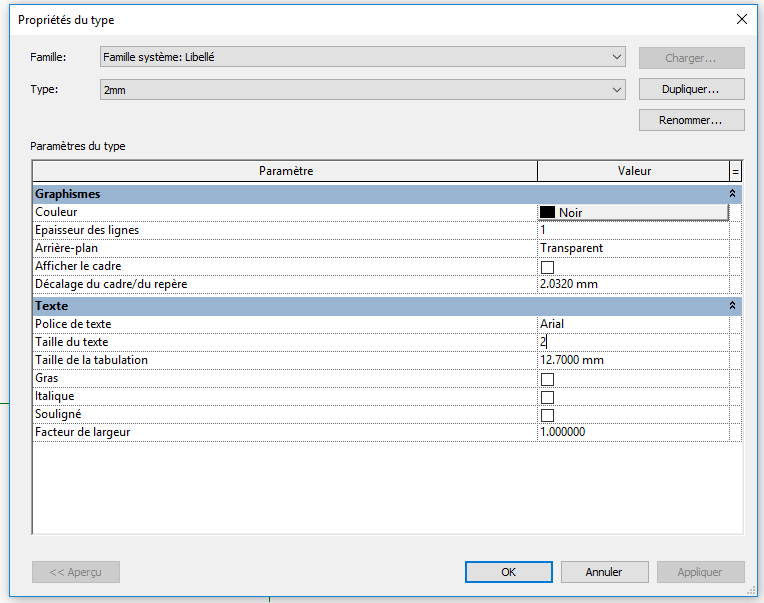 Propriétés du type
Famille: Famille système: Libellé Charger...
Type: 2mm Dupliquer...
Renommer...
Paramètres du type
Paramètre Valeur =
Graphismes
Couleur Noir
Epaisseur des lignes 1
Arrière-plan Transparent
Afficher le cadre
Décalage du cadre/du repère 2.0320 mm
Texte
Police de texte Arial
Taille du texte 2
Taille de la tabulation 12.7000 mm
Gras
Italique
Souligné
Facteur de largeur 1.000000
<< Aperçu OK Annuler Appliquer